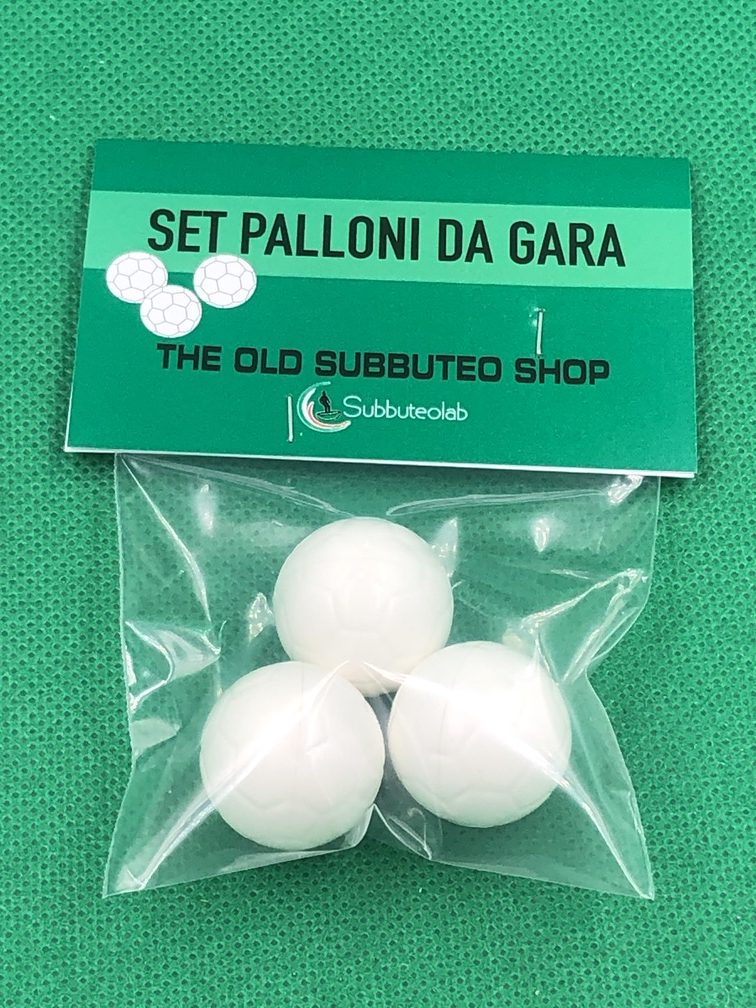 SET PALLONI DA GARA
THE OLD SUBBUTEO SHOP
Subbuteolab